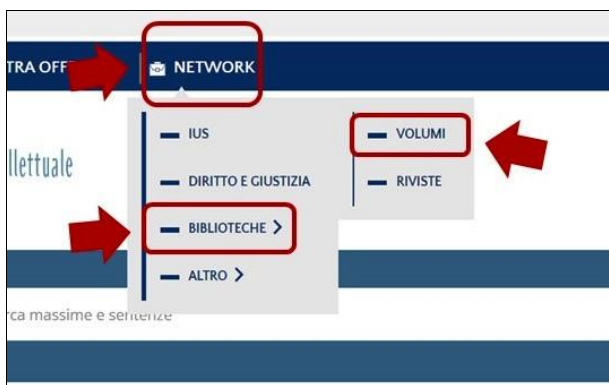 TRA OFF
NETWORK
IUS
VOLUMI
llettuale
DIRITTO E GIUSTIZIA
RIVISTE
BIBLIOTECHE >
ALTRO >
rca massime e sentenze